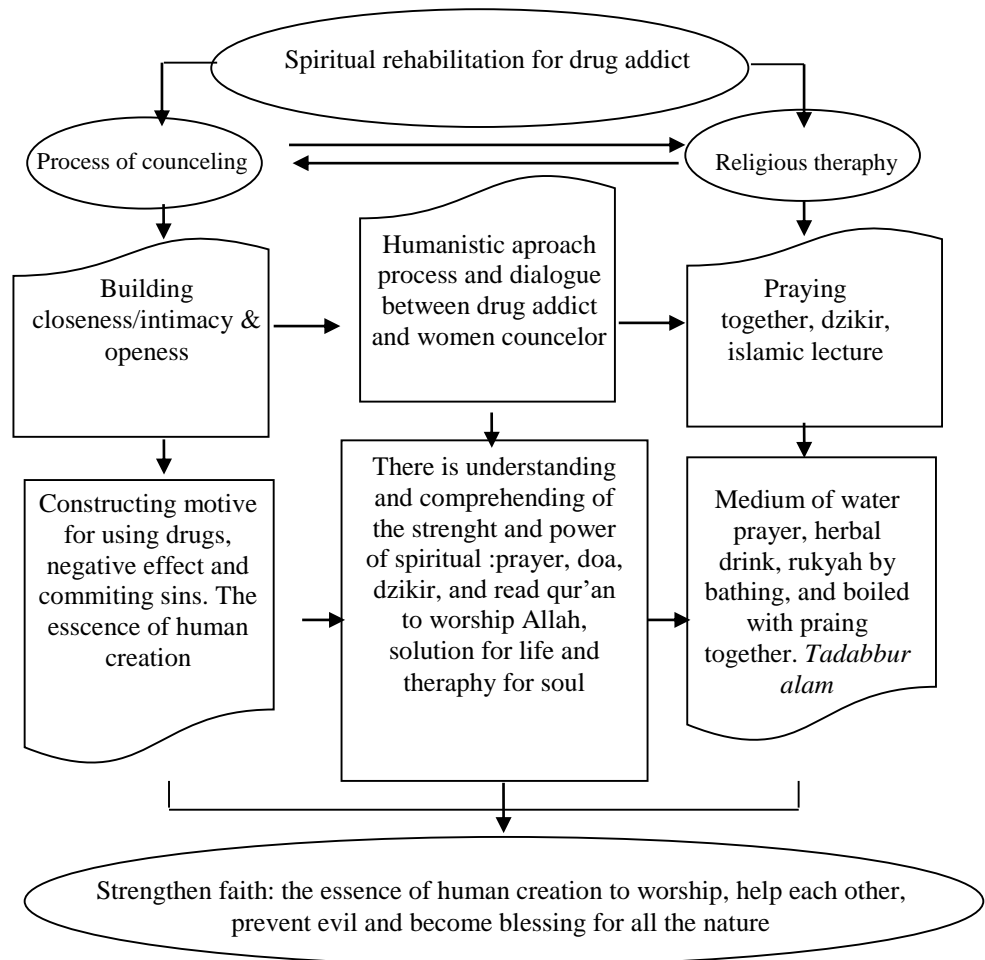 Spiritual rehabilitation for drug addict
Process of counceling
Religious theraphy
Building
closeness/intimacy &
openess
Humanistic aproach
process and dialogue
between drug addict
and women councelor
Praying
together, dzikir,
islamic lecture
Constructing motive
for using drugs,
negative effect and
commiting sins. The
esscence of human
creation
There is understanding
and comprehending of
the strenght and power
of spiritual :prayer, doa,
dzikir, and read qur’an
to worship Allah,
solution for life and
theraphy for soul
Medium of water
prayer, herbal
drink, rukyah by
bathing, and boiled
with praing
together. Tadabbur
alam
Strengthen faith: the essence of human creation to worship, help each other,
prevent evil and become blessing for all the nature